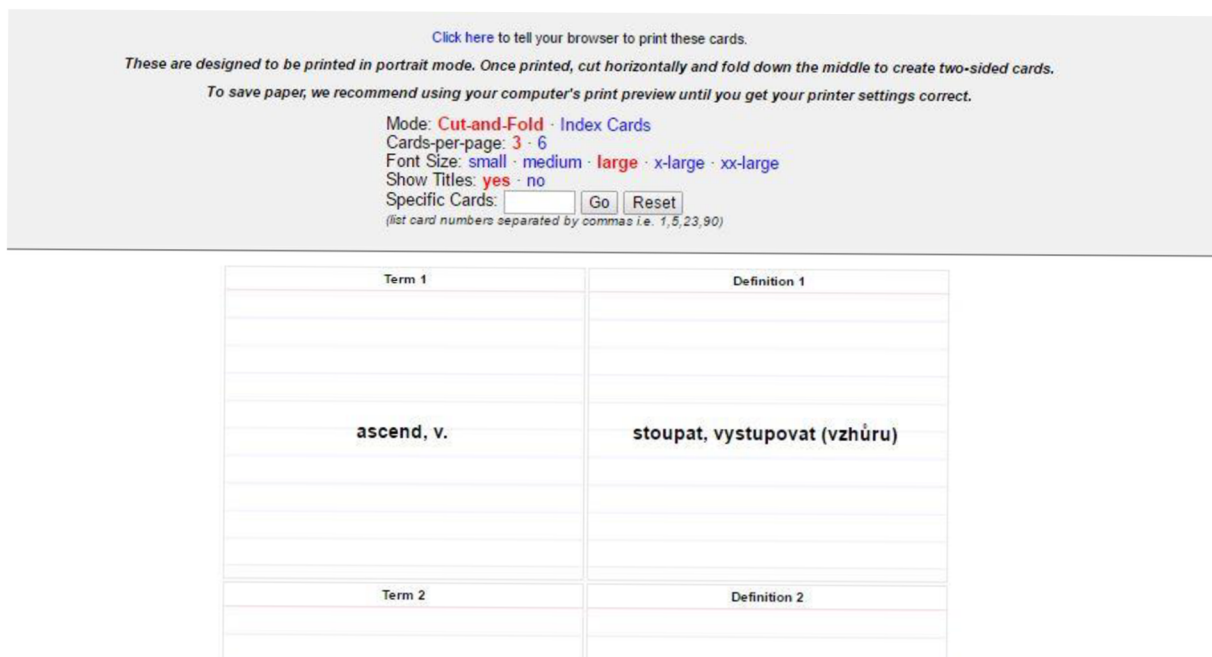 Click here to tell your browser to print these cards.
These are designed to be printed in portrait mode. Once printed, cut horizontally and fold down the middle to create two-sided cards.
To save paper, we recommend using your computer's print preview until you get your printer settings correct.
Mode: Cut-and-Fold · Index Cards
Cards-per-page: 3 · 6
Font Size: small · medium · large · x-large · xx-large
Show Titles: yes · no
Specific Cards: Go Reset
(list card numbers separated by commas i.e. 1,5,23,90)
Term 1 Definition 1
ascend, v. stoupat, vystupovat (vzhůru)
Term 2 Definition 2